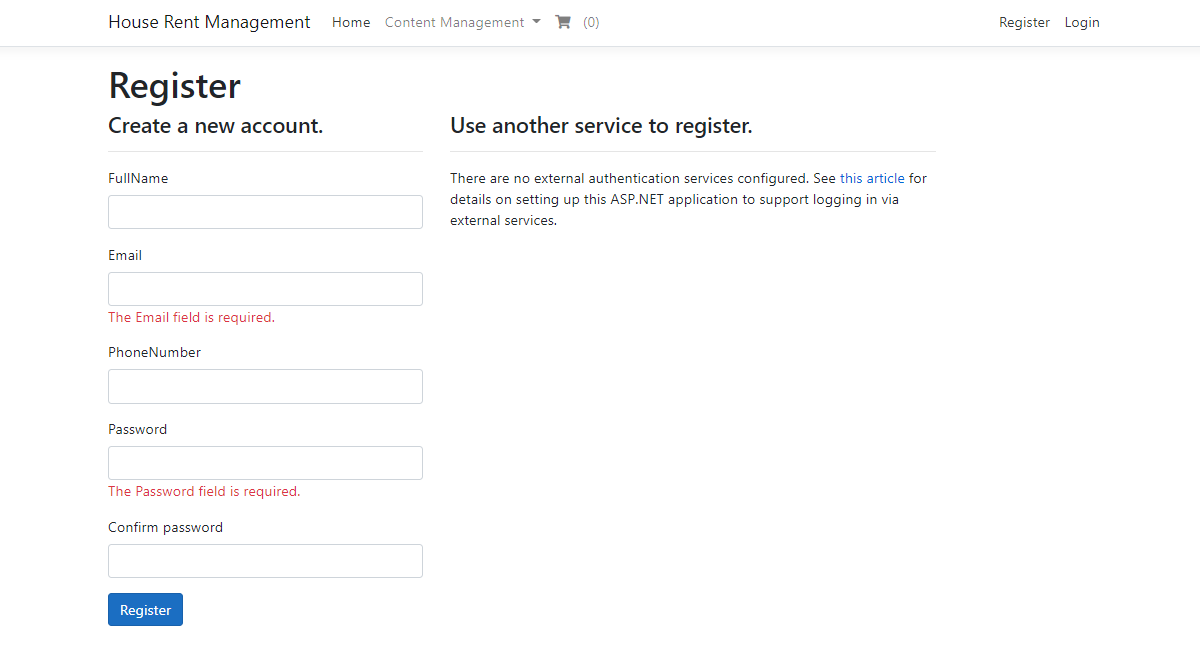 House Rent Management Home Content Management (0) Register Login
Register
Create a new account.
FullName
Email
The Email field is required.
PhoneNumber
Password
The Password field is required.
Confirm password
Register
Use another service to register.
There are no external authentication services configured. See this article for
details on setting up this ASP.NET application to support logging in via
external services.